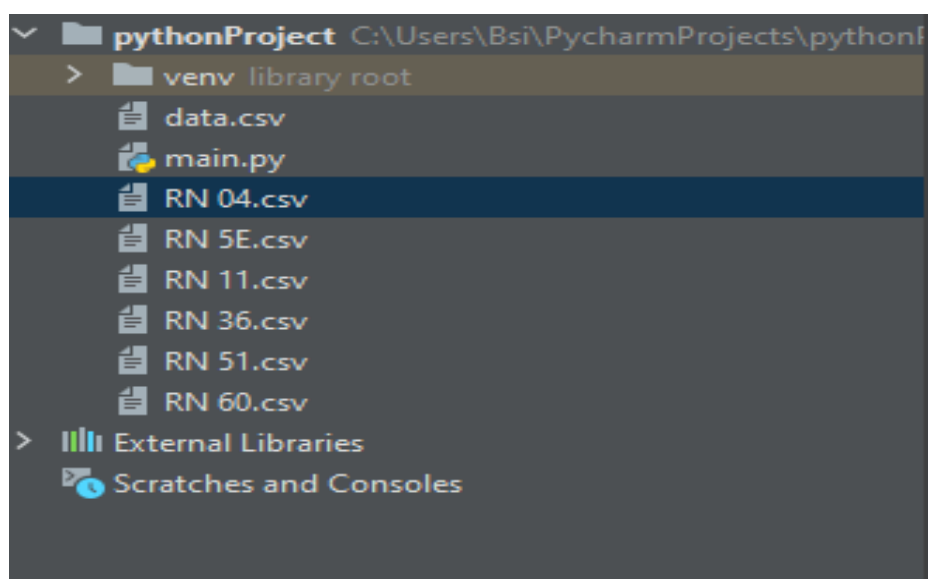 pythonProject C:\Users\Bsi\PycharmProjects\python
venv library root
data.csv
main.py
RN 04.csv
RN 5E.csv
RN 11.csv
RN 36.csv
RN 51.csv
RN 60.csv
External Libraries
Scratches and Consoles